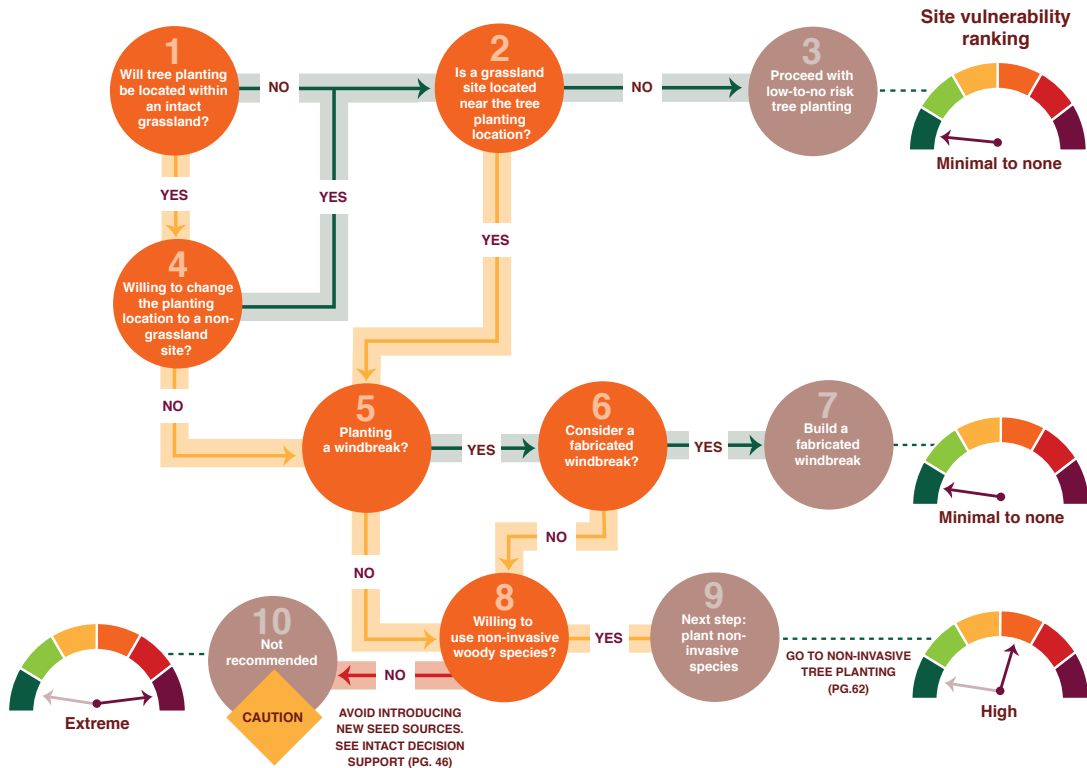 Site vulnerability
ranking
1
Will tree planting
be located within
an intact
grassland?
NO
2
Is a grassland
site located
near the tree
planting
location?
NO
3
Proceed with
low-to-no risk
tree planting
Minimal to none
YES
YES
YES
4
Willing to change
the planting
location to a non-
grassland
site?
NO
5
Planting
a windbreak?
YES
6
Consider a
fabricated
windbreak?
YES
7
Build a
fabricated
windbreak
Minimal to none
NO
NO
8
Willing to
use non-invasive
woody species?
YES
9
Next step:
plant non-
invasive
species
GO TO NON-INVASIVE
TREE PLANTING
(PG.62)
High
NO
10
Not
recommended
CAUTION
AVOID INTRODUCING
NEW SEED SOURCES.
SEE INTACT DECISION
SUPPORT (PG. 46)
Extreme